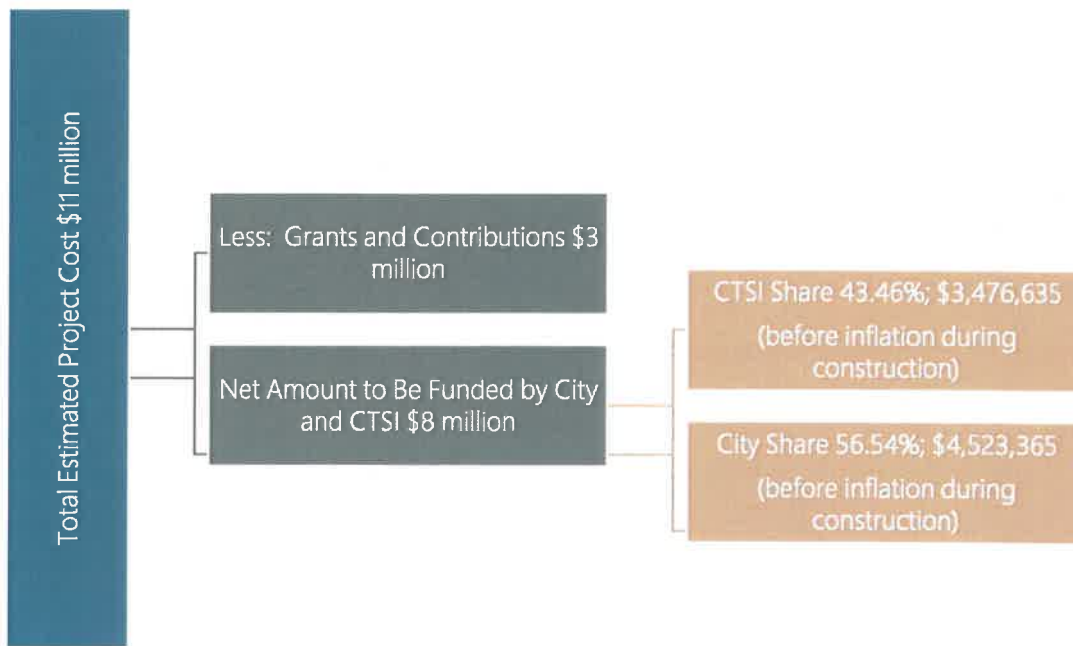 Total Estimated Project Cost $11 million
Less: Grants and Contributions $3
million
Net Amount to Be Funded by City
and CTSI $8 million
CTSI Share 43.46%; $3,476,635
(before inflation during
construction)
City Share 56.54%; $4,523,365
(before inflation during
construction)